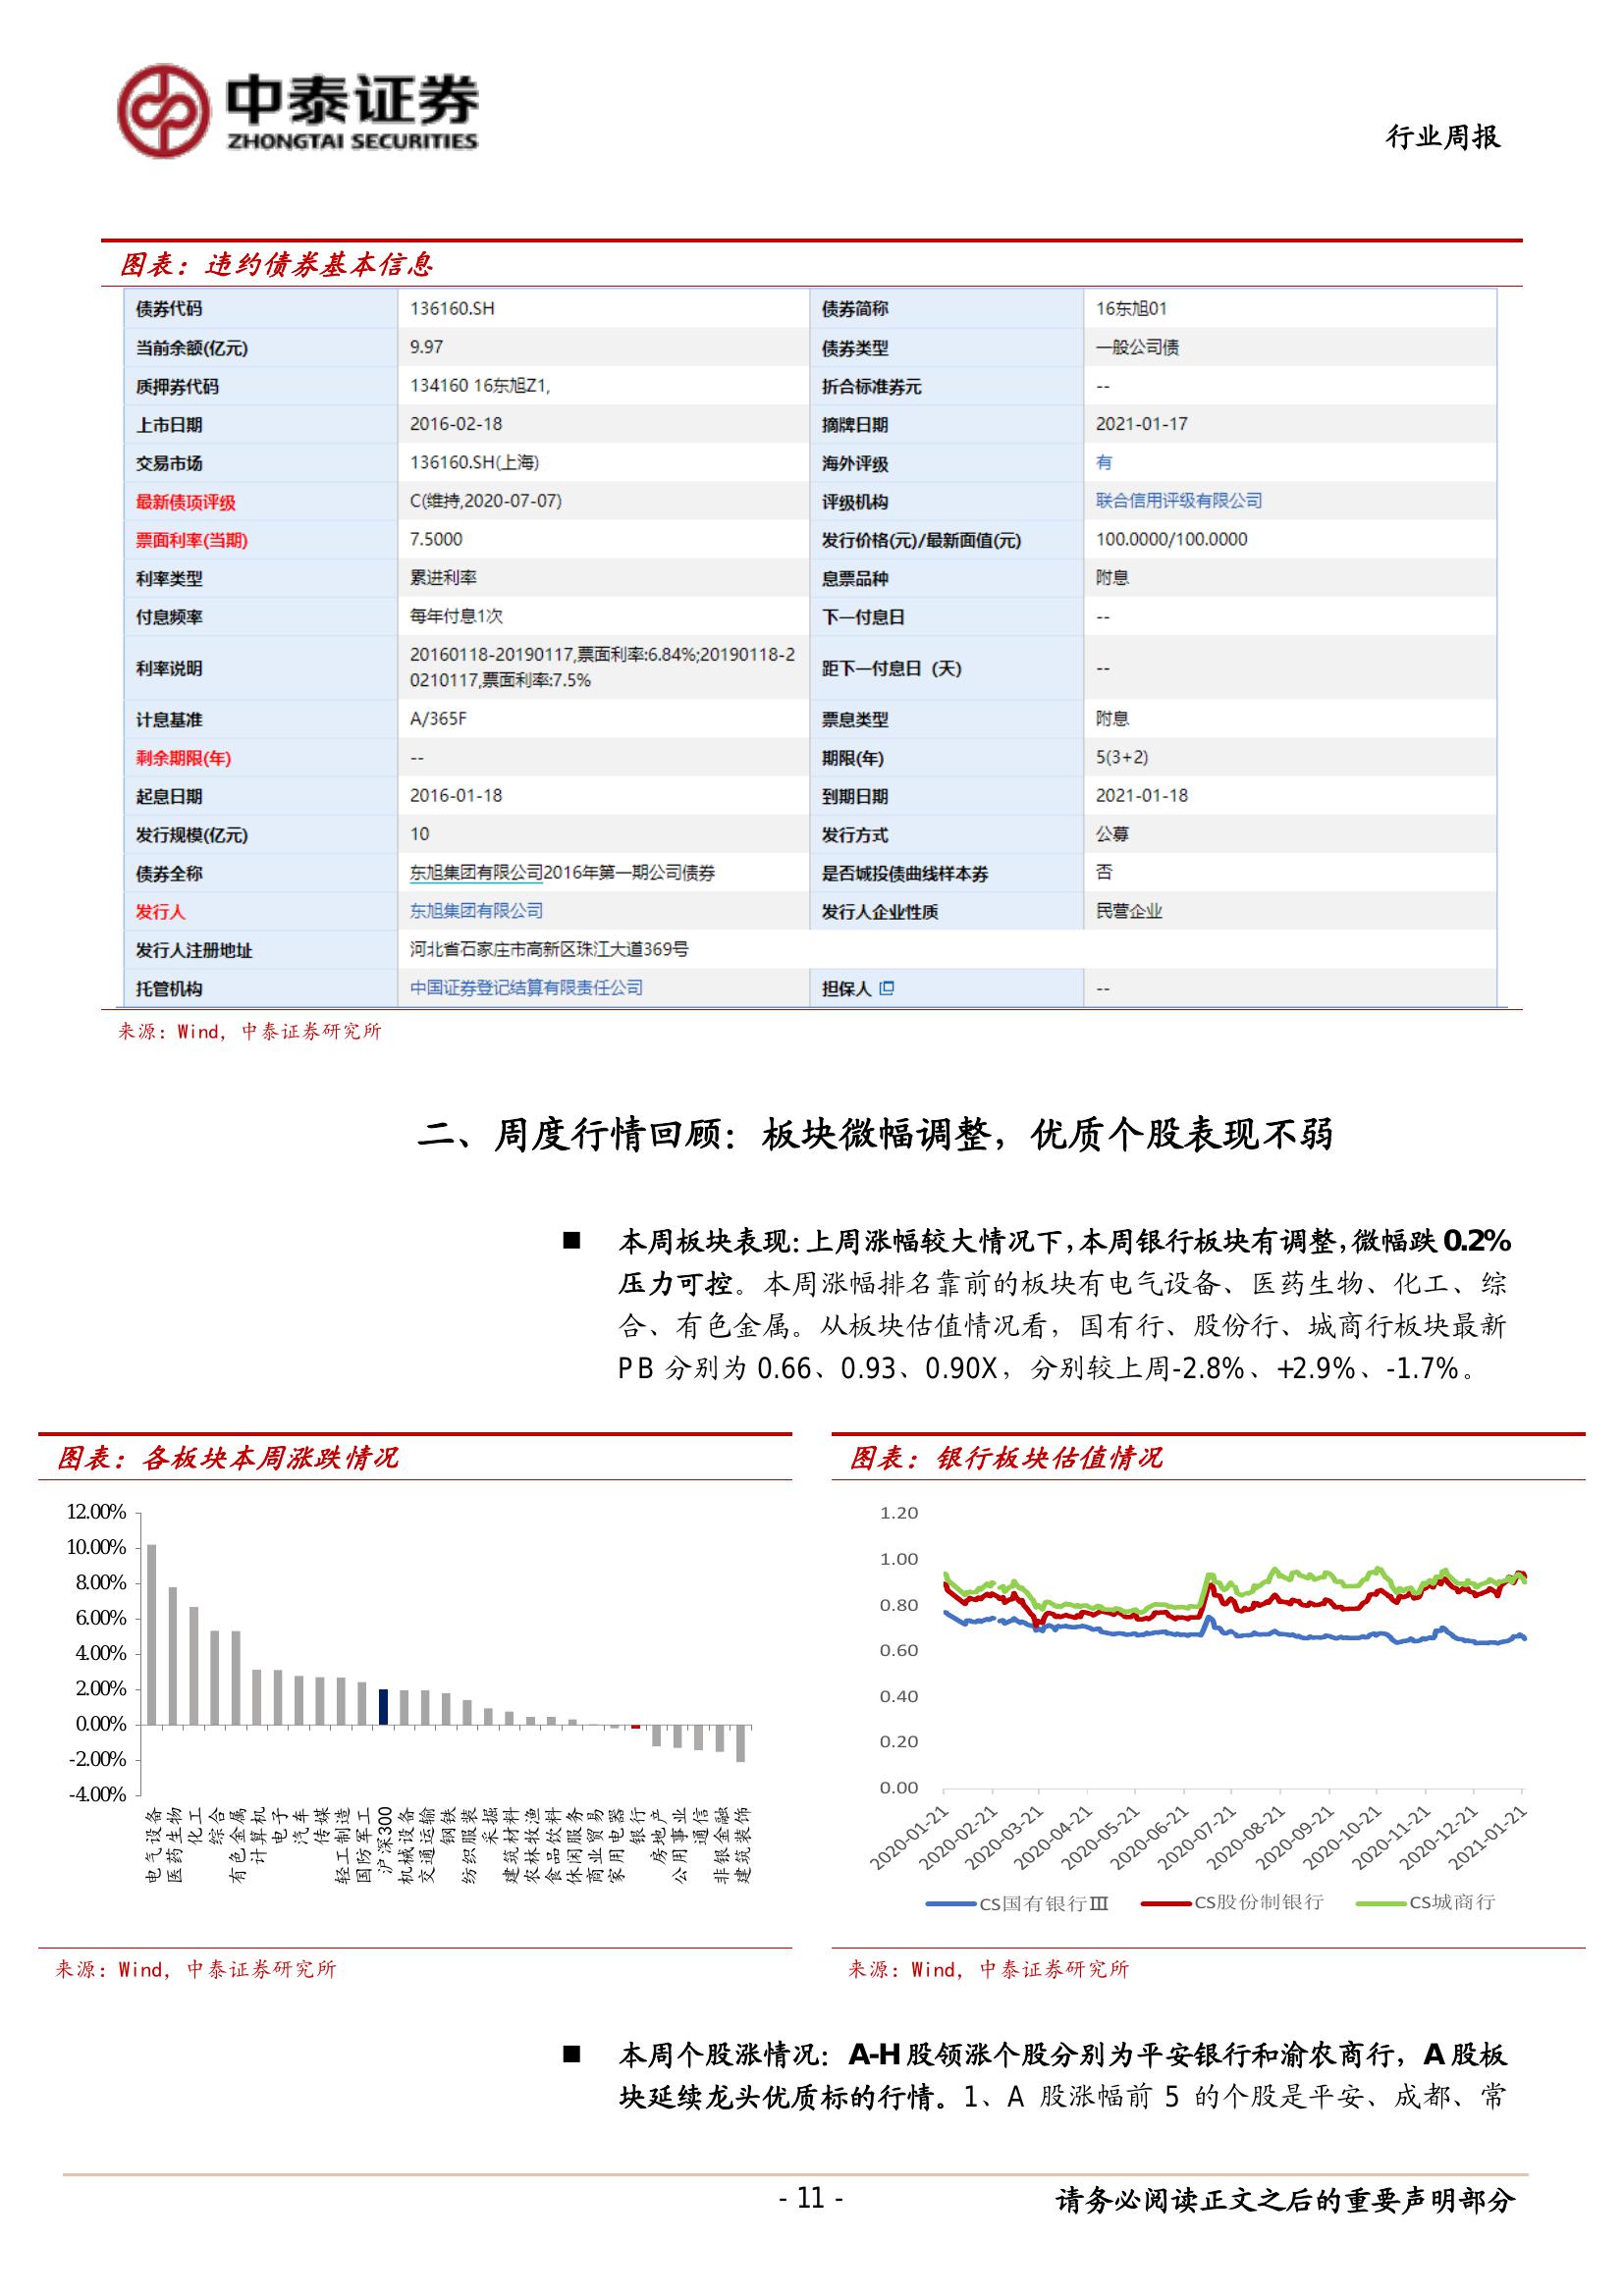 中泰证券
ZHONGTAI SECURITIES
行业周报
图表：违约债券基本信息
债券代码 136160.SH 债券简称 16东旭01
当前余额(亿元) 9.97 债券类型 一般公司债
质押券代码 134160 16东旭Z1, 折合标准券元 --
上市日期 2016-02-18 摘牌日期 2021-01-17
交易市场 136160.SH(上海) 海外评级 有
最新债项评级 C(维持,2020-07-07) 评级机构 联合信用评级有限公司
票面利率(当期) 7.5000 发行价格(元)/最新面值(元) 100.0000/100.0000
利率类型 累进利率 息票品种 附息
付息频率 每年付息1次 下一付息日 --
利率说明 20160118-20190117,票面利率:6.84%;20190118-2
0210117,票面利率:7.5% 距下一付息日（天） --
计息基准 A/365F 票息类型 附息
剩余期限(年) -- 期限(年) 5(3+2)
起息日期 2016-01-18 到期日期 2021-01-18
发行规模(亿元) 10 发行方式 公募
债券全称 东旭集团有限公司2016年第一期公司债券 是否城投债曲线样本券 否
发行人 东旭集团有限公司 发行人企业性质 民营企业
发行人注册地址 河北省石家庄市高新区珠江大道369号
托管机构 中国证券登记结算有限责任公司 担保人 --
来源：Wind，中泰证券研究所
二、周度行情回顾：板块微幅调整，优质个股表现不弱
■ 本周板块表现：上周涨幅较大情况下，本周银行板块有调整，微幅跌 0.2%
压力可控。本周涨幅排名靠前的板块有电气设备、医药生物、化工、综
合、有色金属。从板块估值情况看，国有行、股份行、城商行板块最新
PB 分别为 0.66、0.93、0.90X，分别较上周-2.8%、+2.9%、-1.7%。
图表：各板块本周涨跌情况
12.00%
10.00%
8.00%
6.00%
4.00%
2.00%
0.00%
-2.00%
-4.00%
电气设备
医药生物
化工
综合
有色金属
计算机
电子
汽车
传媒
轻工制造
国防军工
沪深300
机械设备
交通运输
钢铁
纺织服装
采掘
建筑材料
农林牧渔
食品饮料
休闲服务
商业贸易
家用电器
银行
房地产
公用事业
通信
非银金融
建筑装饰
来源：Wind，中泰证券研究所
图表：银行板块估值情况
1.20
1.00
0.80
0.60
0.40
0.20
0.00
2020-01-21
2020-02-21
2020-03-21
2020-04-21
2020-05-21
2020-06-21
2020-07-21
2020-08-21
2020-09-21
2020-10-21
2020-11-21
2020-12-21
2021-01-21
CS国有银行Ⅲ CS股份制银行 CS城商行
来源：Wind，中泰证券研究所
■ 本周个股涨情况：A-H 股领涨个股分别为平安银行和渝农商行，A 股板
块延续龙头优质标的行情。1、A 股涨幅前 5 的个股是平安、成都、常
- 11 -
请务必阅读正文之后的重要声明部分